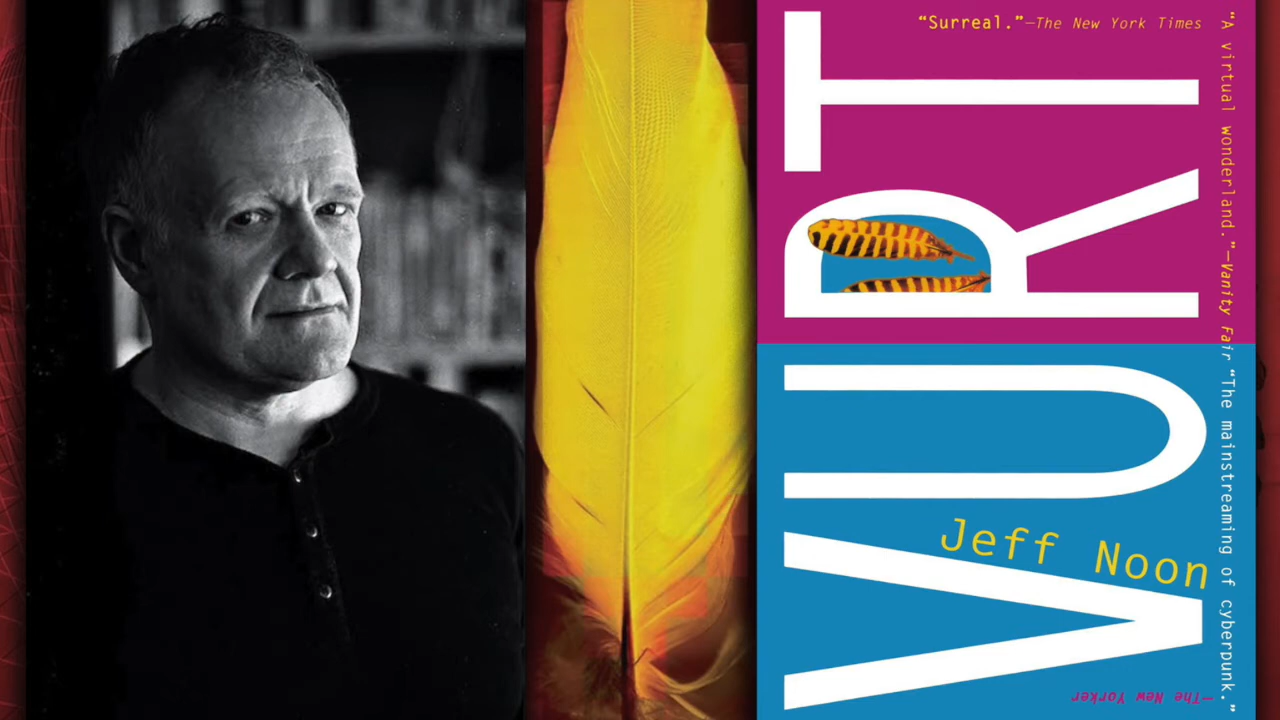 “Surreal.”—The New York Times
“A virtual wonderland.”—Vanity Fair “The mainstreaming of cyberpunk.”
—The New Yorker
VURT
Jeff Noon